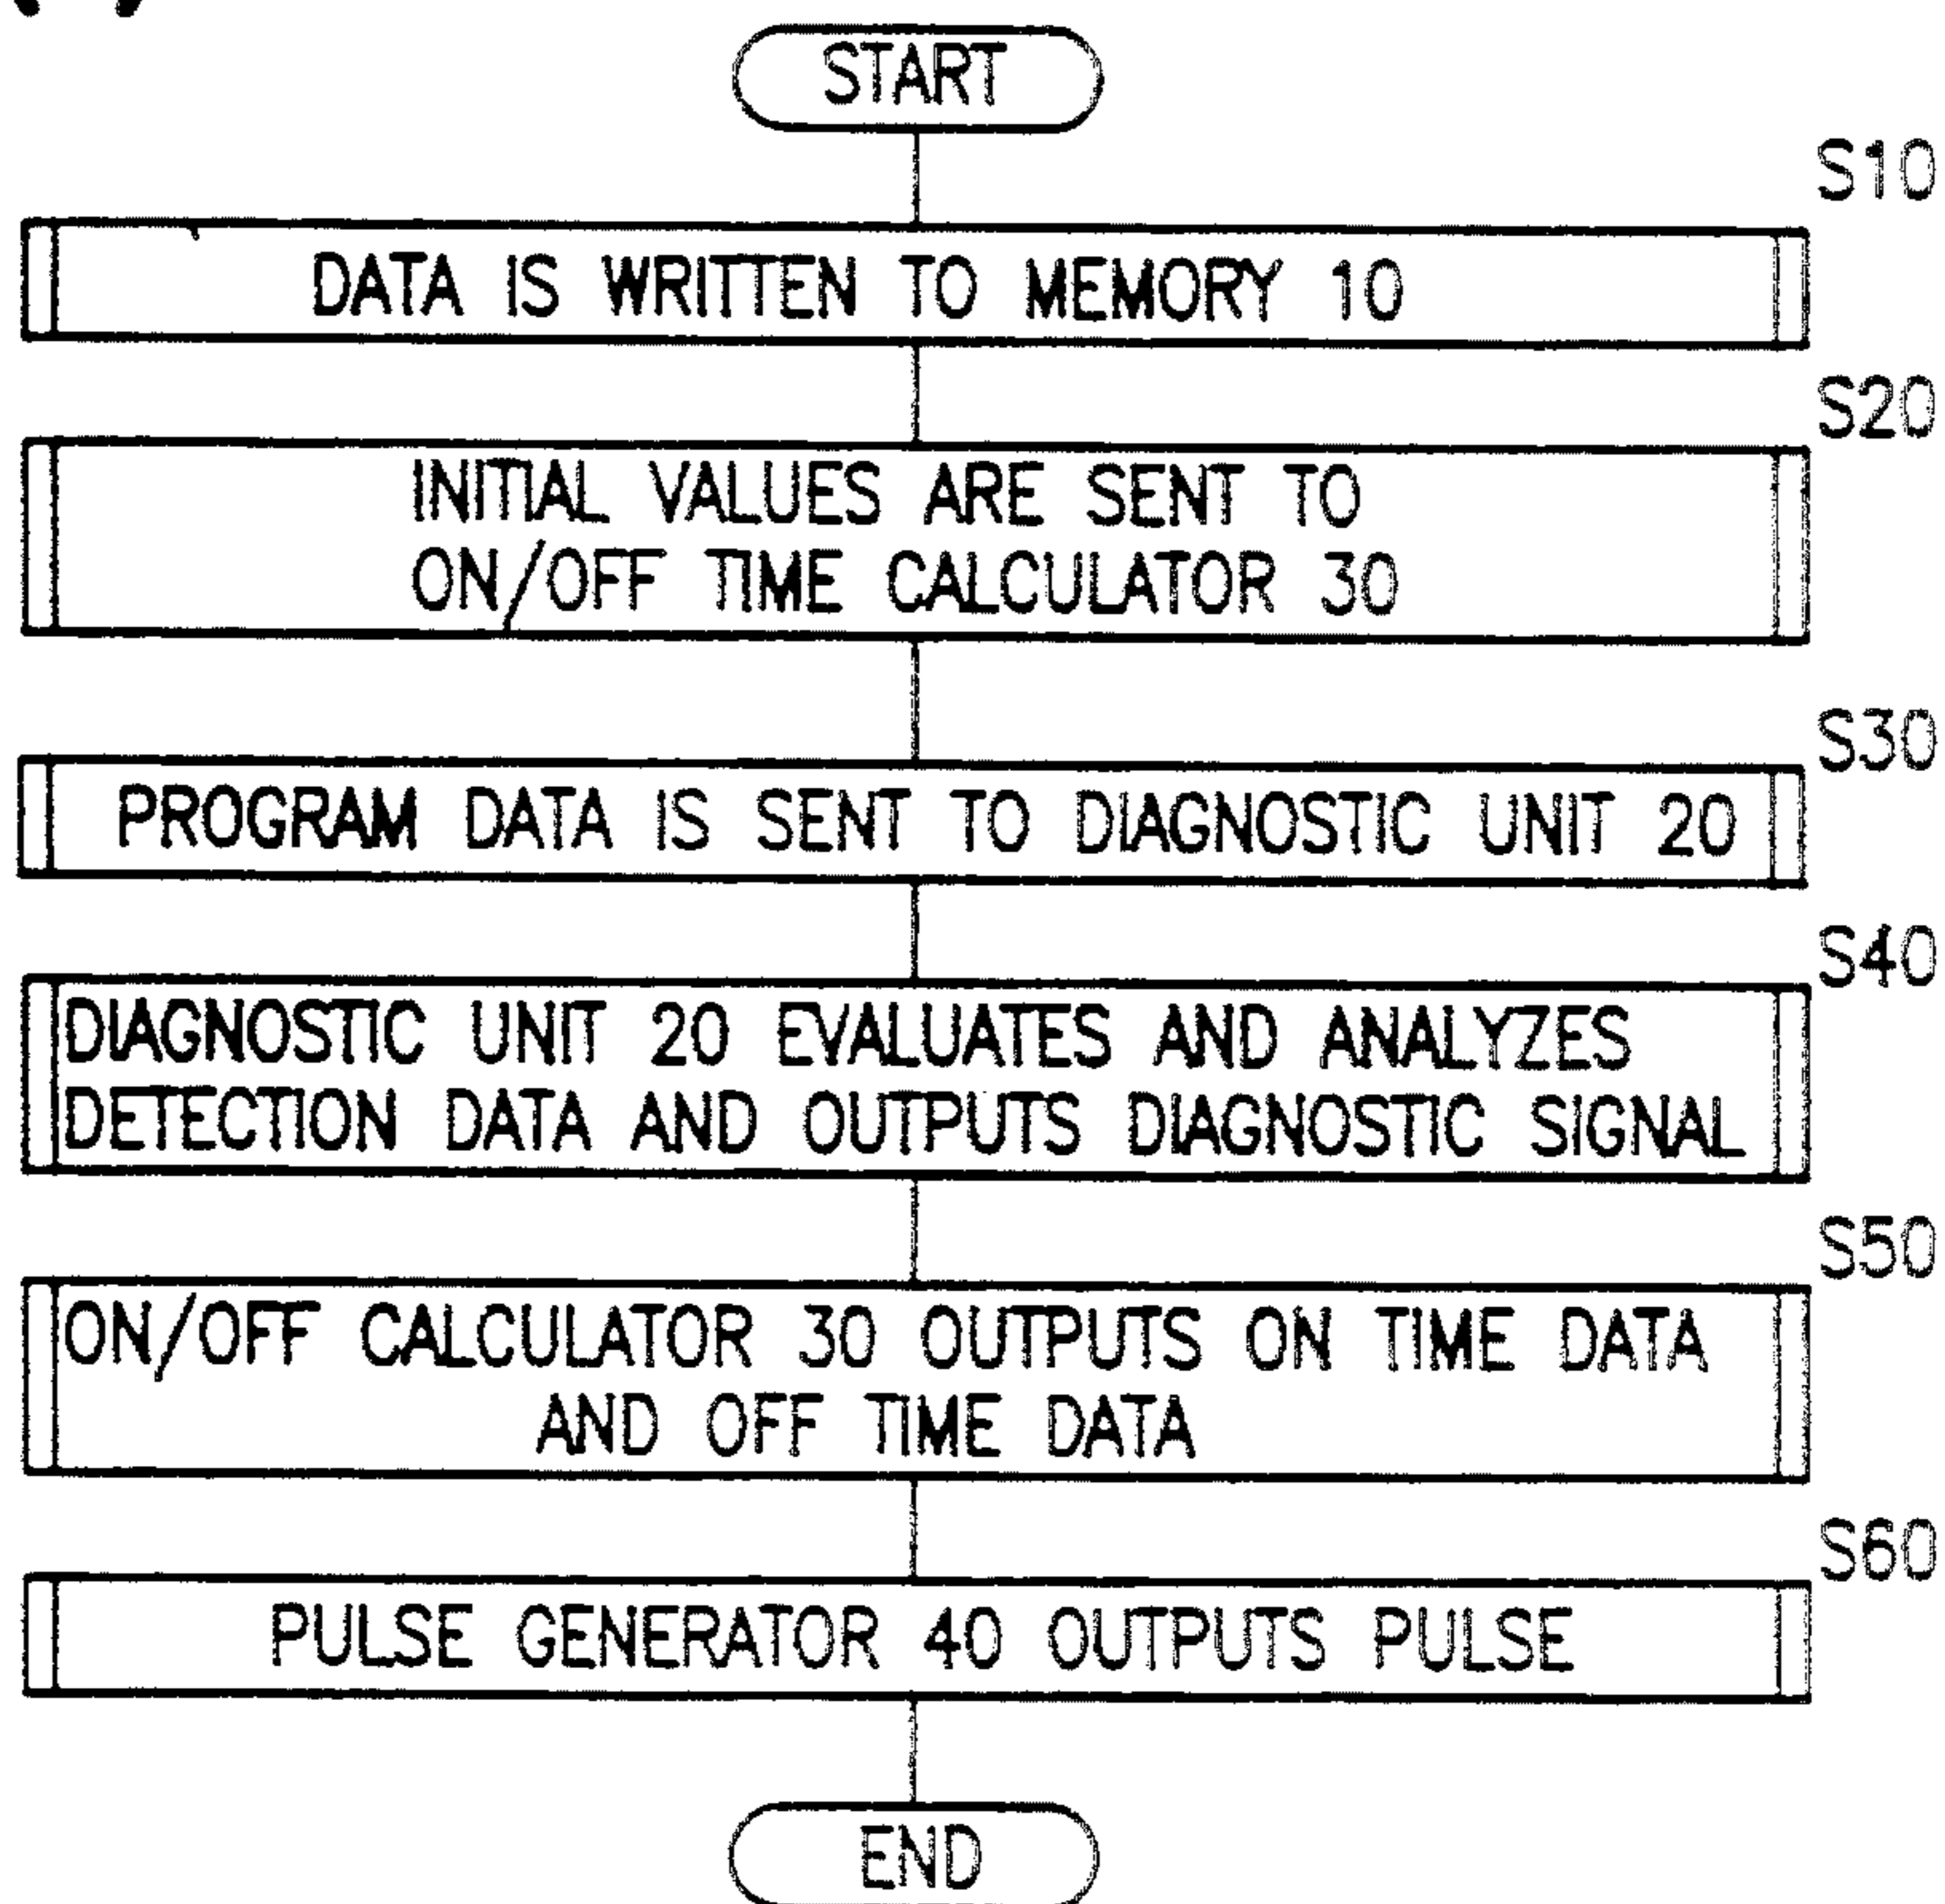 START
S10
DATA IS WRITTEN TO MEMORY 10
S20
INITIAL VALUES ARE SENT TO
ON/OFF TIME CALCULATOR 30
S30
PROGRAM DATA IS SENT TO DIAGNOSTIC UNIT 20
S40
DIAGNOSTIC UNIT 20 EVALUATES AND ANALYZES
DETECTION DATA AND OUTPUTS DIAGNOSTIC SIGNAL
S50
ON/OFF CALCULATOR 30 OUTPUTS ON TIME DATA
AND OFF TIME DATA
S60
PULSE GENERATOR 40 OUTPUTS PULSE
END